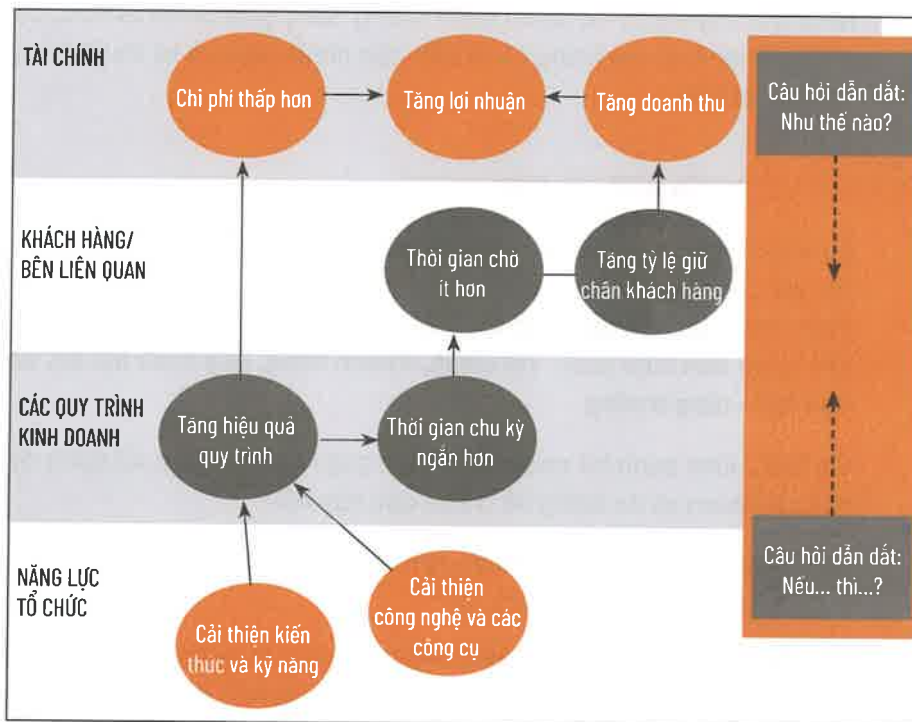 TÀI CHÍNH
Chi phí thấp hơn
Tăng lợi nhuận
Tăng doanh thu
Câu hỏi dẫn dắt:
Như thế nào?
KHÁCH HÀNG/
BÊN LIÊN QUAN
Thời gian chờ
ít hơn
Tăng tỷ lệ giữ
chân khách hàng
CÁC QUY TRÌNH
KINH DOANH
Tăng hiệu quả
quy trình
Thời gian chu kỳ
ngắn hơn
NĂNG LỰC
TỔ CHỨC
Cải thiện kiến
thức và kỹ năng
Cải thiện
công nghệ và các
công cụ
Câu hỏi dẫn dắt:
Nếu... thì...?